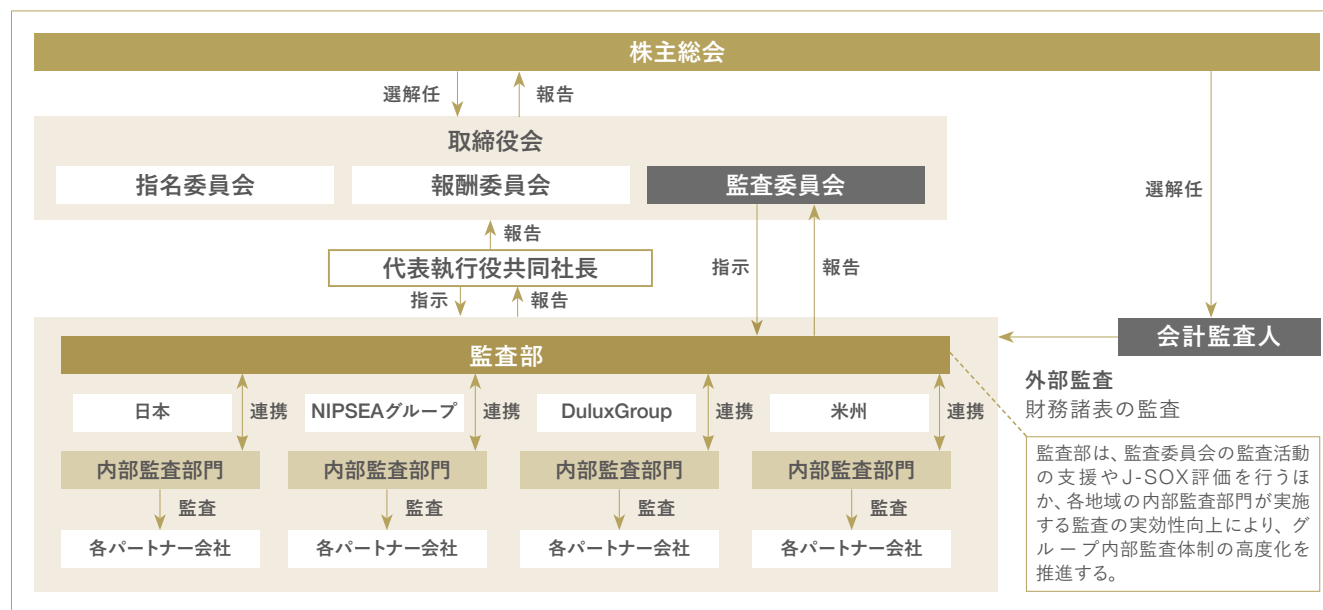 株主総会
選解任
報告
取締役会
指名委員会
報酬委員会
監査委員会
選解任
報告
代表執行役共同社長
指示
報告
指示
報告
会計監査人
監査部
外部監査
財務諸表の監査
日本
連携
NIPSEAグループ
連携
DuluxGroup
連携
米州
連携
内部監査部門
内部監査部門
内部監査部門
内部監査部門
監査
監査
監査
監査
各パートナー会社
各パートナー会社
各パートナー会社
各パートナー会社
監査部は、監査委員会の監査活動
の支援やJ-SOX評価を行うほ
か、各地域の内部監査部門が実施
する監査の実効性向上により、グ
ループ内部監査体制の高度化を
推進する。